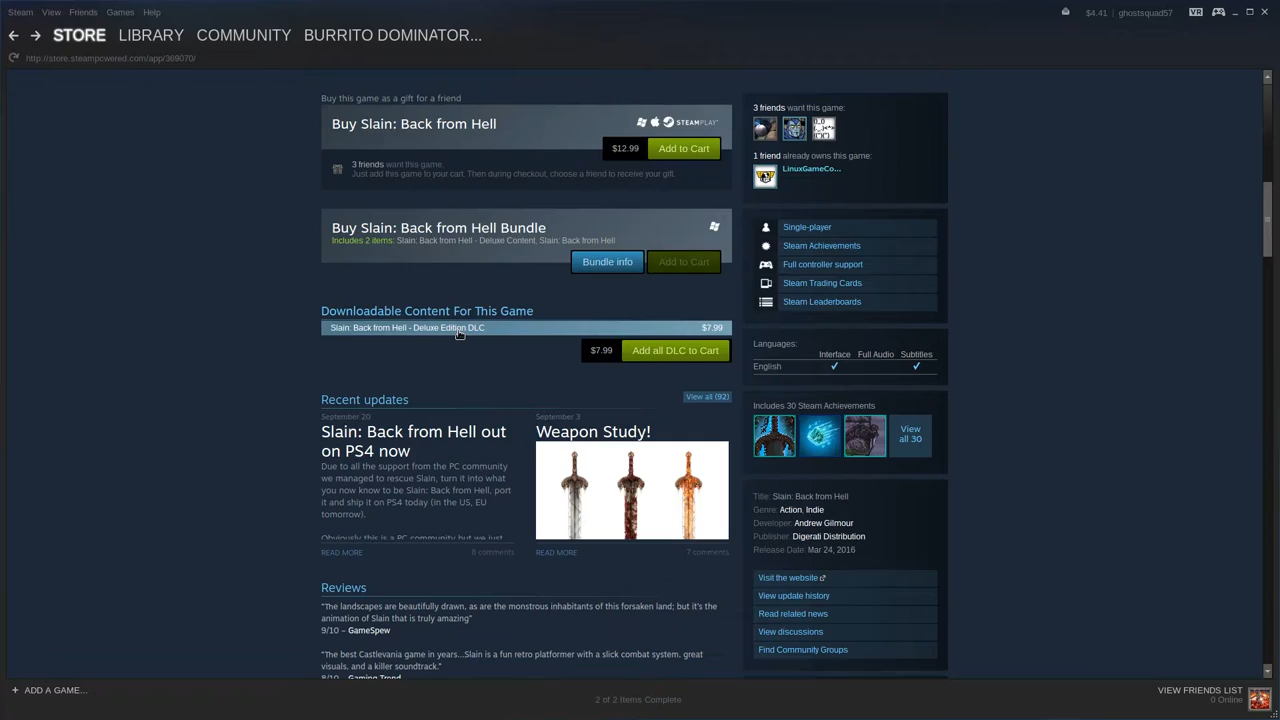 Steam View Friends Games Help
$4.41 | ghostsquad57
VR
STORE LIBRARY COMMUNITY BURRITO DOMINATOR...
http://store.steampowered.com/app/369070/
Buy this game as a gift for a friend
Buy Slain: Back from Hell
STEAMPLAY
$12.99 Add to Cart
3 friends want this game.
Just add this game to your cart. Then during checkout, choose a friend to receive your gift.
Buy Slain: Back from Hell Bundle
Includes 2 items: Slain: Back from Hell - Deluxe Content, Slain: Back from Hell
Bundle info Add to Cart
Downloadable Content For This Game
Slain: Back from Hell - Deluxe Edition DLC $7.99
$7.99 Add all DLC to Cart
Recent updates View all (92)
September 20
Slain: Back from Hell out
on PS4 now
Due to all the support from the PC community
we managed to rescue Slain, turn it into what
you now know to be Slain: Back from Hell, port
it and ship it on PS4 today (in the US, EU
tomorrow).
Obviously this is a PC community but we just
READ MORE 8 comments
September 3
Weapon Study!
READ MORE 7 comments
Reviews
“The landscapes are beautifully drawn, as are the monstrous inhabitants of this forsaken land; but it's the
animation of Slain that is truly amazing”
9/10 – GameSpew
“The best Castlevania game in years...Slain is a fun retro platformer with a slick combat system, great
visuals, and a killer soundtrack.”
8/10 – Gaming Trend
3 friends want this game:
1 friend already owns this game:
LinuxGameCo...
Single-player
Steam Achievements
Full controller support
Steam Trading Cards
Steam Leaderboards
Languages:
Interface Full Audio Subtitles
English ✔ ✔
Includes 30 Steam Achievements
View
all 30
Title: Slain: Back from Hell
Genre: Action, Indie
Developer: Andrew Gilmour
Publisher: Digerati Distribution
Release Date: Mar 24, 2016
Visit the website
View update history
Read related news
View discussions
Find Community Groups
+ ADD A GAME...
2 of 2 Items Complete
VIEW FRIENDS LIST
0 Online